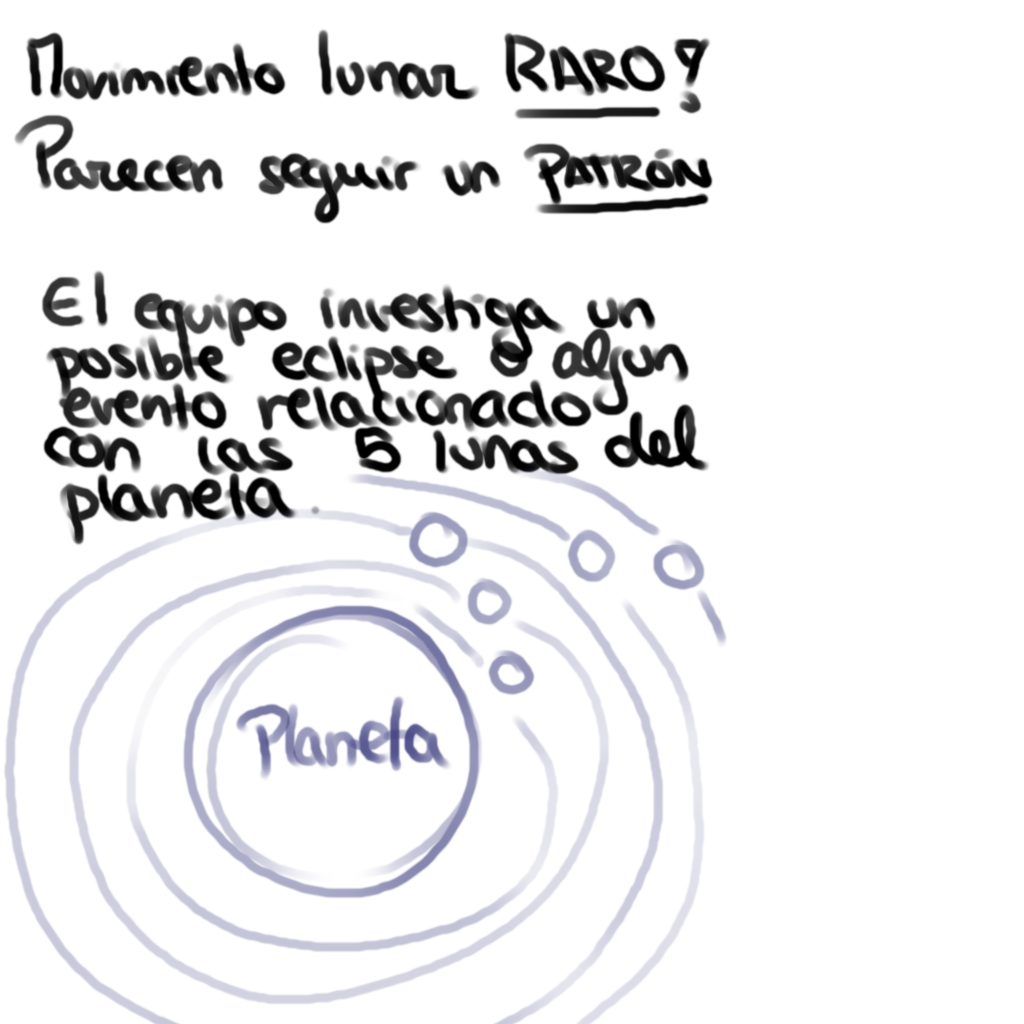 Movimiento lunar RARO?
Parecen seguir un PATRÓN
El equipo investiga un
posible eclipse o algun
evento relacionado
con las 5 lunas del
planeta.
Planeta